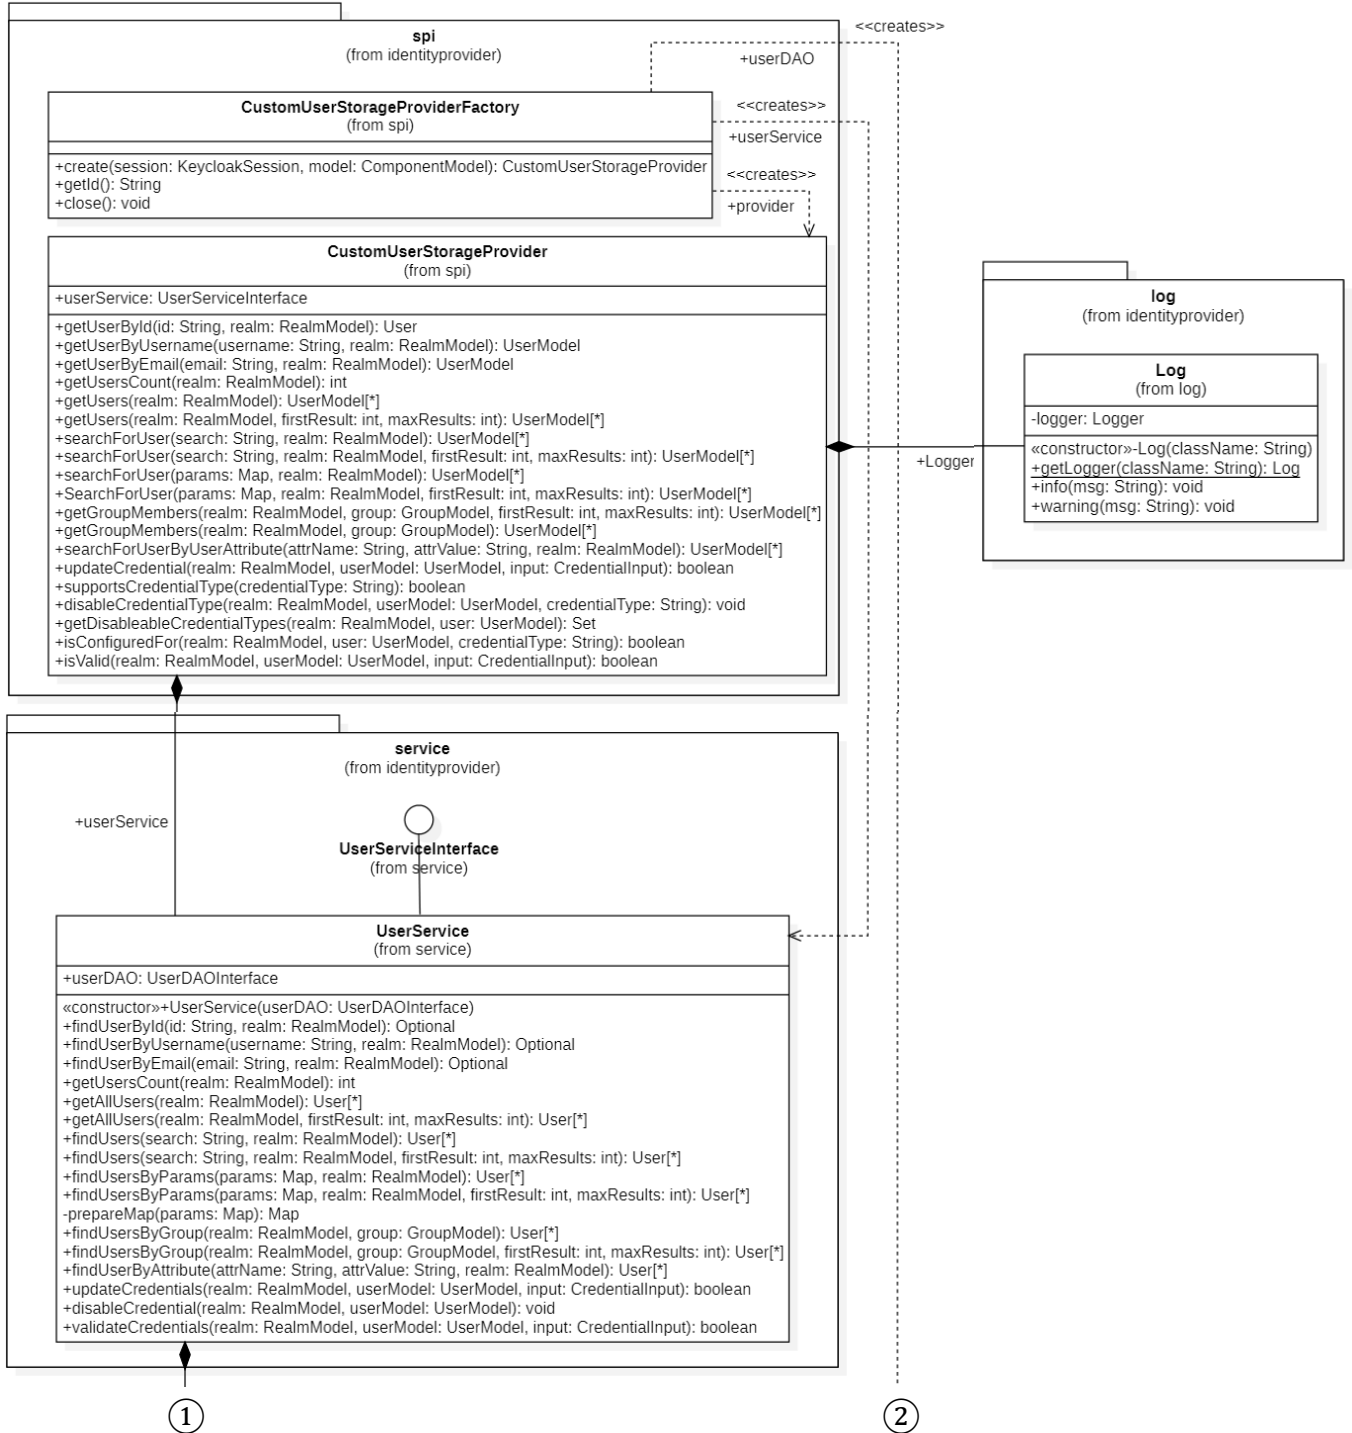 spi
(from identityprovider)
<<creates>>
+userDAO
CustomUserStorageProviderFactory
(from spi)
<<creates>>
+userService
+create(session: KeycloakSession, model: ComponentModel): CustomUserStorageProvider
+getId(): String
+close(): void
<<creates>>
+provider
CustomUserStorageProvider
(from spi)
+userService: UserServiceInterface
+getUserById(id: String, realm: RealmModel): User
+getUserByUsername(username: String, realm: RealmModel): UserModel
+getUserByEmail(email: String, realm: RealmModel): UserModel
+getUsersCount(realm: RealmModel): int
+getUsers(realm: RealmModel): UserModel[*]
+getUsers(realm: RealmModel, firstResult: int, maxResults: int): UserModel[*]
+searchForUser(search: String, realm: RealmModel): UserModel[*]
+searchForUser(search: String, realm: RealmModel, firstResult: int, maxResults: int): UserModel[*]
+searchForUser(params: Map, realm: RealmModel): UserModel[*]
+SearchForUser(params: Map, realm: RealmModel, firstResult: int, maxResults: int): UserModel[*]
+getGroupMembers(realm: RealmModel, group: GroupModel, firstResult: int, maxResults: int): UserModel[*]
+getGroupMembers(realm: RealmModel, group: GroupModel): UserModel[*]
+searchForUserByUserAttribute(attrName: String, attrValue: String, realm: RealmModel): UserModel[*]
+updateCredential(realm: RealmModel, userModel: UserModel, input: CredentialInput): boolean
+supportsCredentialType(credentialType: String): boolean
+disableCredentialType(realm: RealmModel, userModel: UserModel, credentialType: String): void
+getDisableableCredentialTypes(realm: RealmModel, user: UserModel): Set
+isConfiguredFor(realm: RealmModel, user: UserModel, credentialType: String): boolean
+isValid(realm: RealmModel, userModel: UserModel, input: CredentialInput): boolean
+Logger
log
(from identityprovider)
Log
(from log)
-logger: Logger
«constructor»-Log(className: String)
+getLogger(className: String): Log
+info(msg: String): void
+warning(msg: String): void
service
(from identityprovider)
+userService
UserServiceInterface
(from service)
UserService
(from service)
+userDAO: UserDAOInterface
«constructor»+UserService(userDAO: UserDAOInterface)
+findUserById(id: String, realm: RealmModel): Optional
+findUserByUsername(username: String, realm: RealmModel): Optional
+findUserByEmail(email: String, realm: RealmModel): Optional
+getUsersCount(realm: RealmModel): int
+getAllUsers(realm: RealmModel): User[*]
+getAllUsers(realm: RealmModel, firstResult: int, maxResults: int): User[*]
+findUsers(search: String, realm: RealmModel): User[*]
+findUsers(search: String, realm: RealmModel, firstResult: int, maxResults: int): User[*]
+findUsersByParams(params: Map, realm: RealmModel): User[*]
+findUsersByParams(params: Map, realm: RealmModel, firstResult: int, maxResults: int): User[*]
-prepareMap(params: Map): Map
+findUsersByGroup(realm: RealmModel, group: GroupModel): User[*]
+findUsersByGroup(realm: RealmModel, group: GroupModel, firstResult: int, maxResults: int): User[*]
+findUserByAttribute(attrName: String, attrValue: String, realm: RealmModel): User[*]
+updateCredentials(realm: RealmModel, userModel: UserModel, input: CredentialInput): boolean
+disableCredential(realm: RealmModel, userModel: UserModel): void
+validateCredentials(realm: RealmModel, userModel: UserModel, input: CredentialInput): boolean
1
2